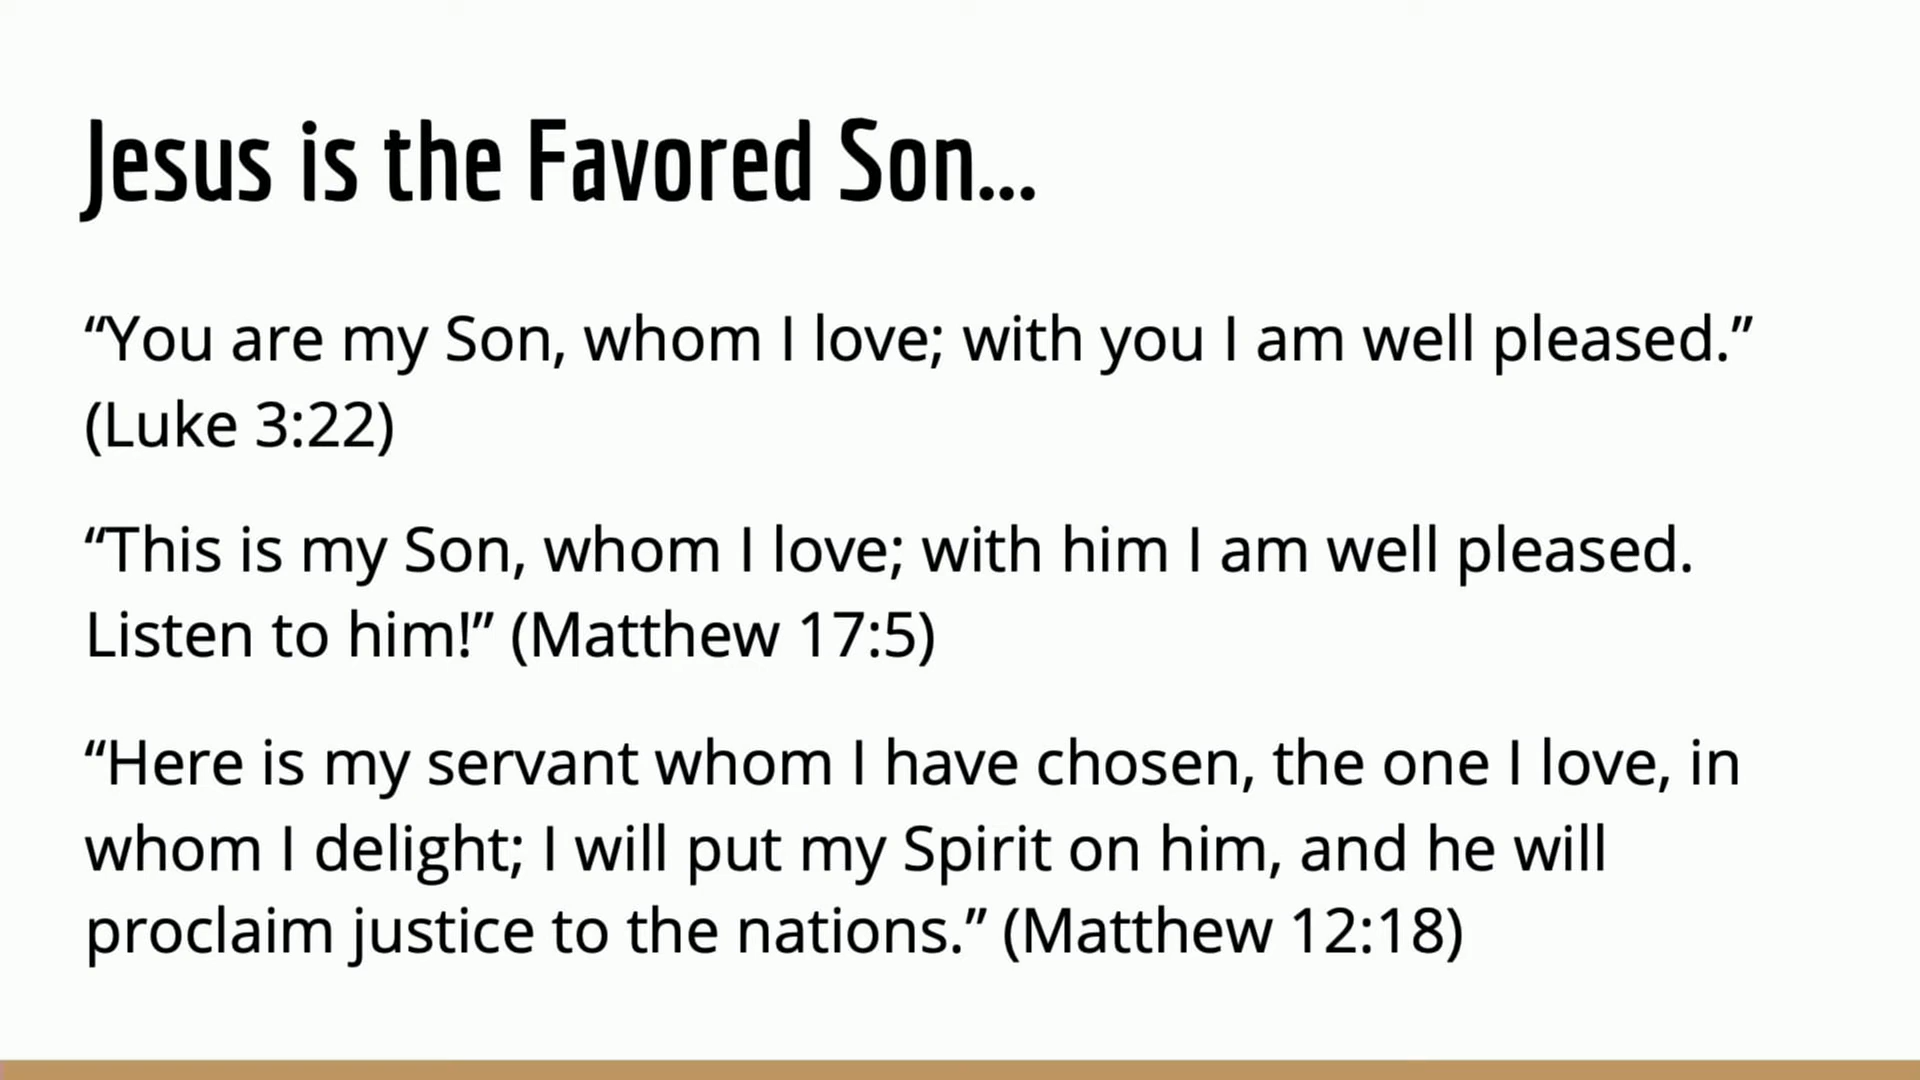 Jesus is the Favored Son...
“You are my Son, whom I love; with you I am well pleased.”
(Luke 3:22)
“This is my Son, whom I love; with him I am well pleased.
Listen to him!” (Matthew 17:5)
“Here is my servant whom I have chosen, the one I love, in
whom I delight; I will put my Spirit on him, and he will
proclaim justice to the nations.” (Matthew 12:18)